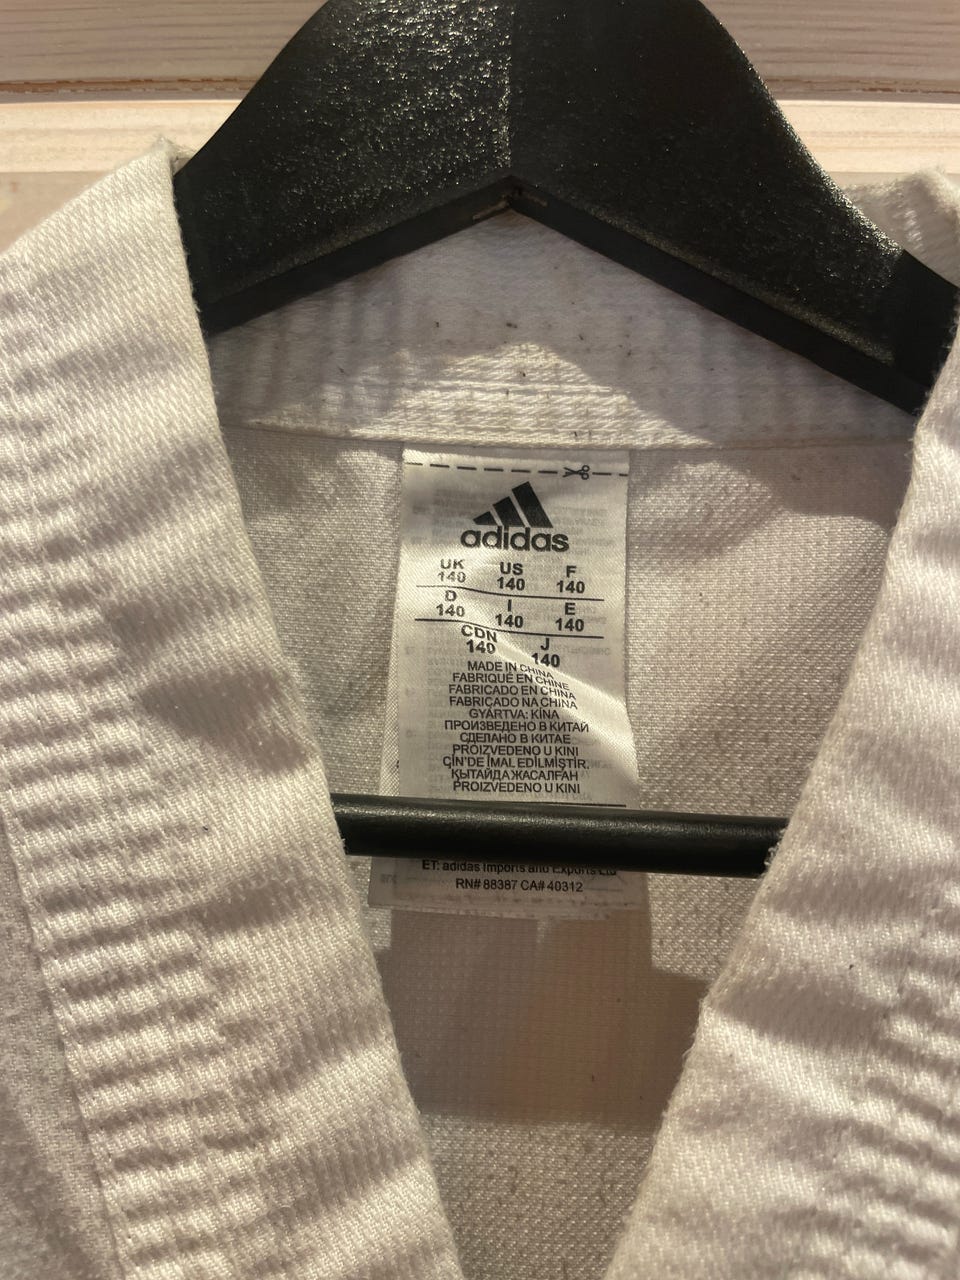 adidas
UK US F
140 140 140
D I E
140 140 140
CDN J
140 140
MADE IN CHINA
FABRIQUÉ EN CHINE
FABRICADO EN CHINA
FABRICADO NA CHINA
GYÁRTVA: KÍNA
ПРОИЗВЕДЕНО В КИТАЙ
СДЕЛАНО В КИТАЕ
PROIZVEDENO U KINI
ÇİN'DE İMAL EDİLMİŞTİR.
ҚЫТАЙДА ЖАСАЛҒАН
PROIZVEDENO U KINI
ET: adidas Imports and Exports Ltd
RN# 88387 CA# 40312